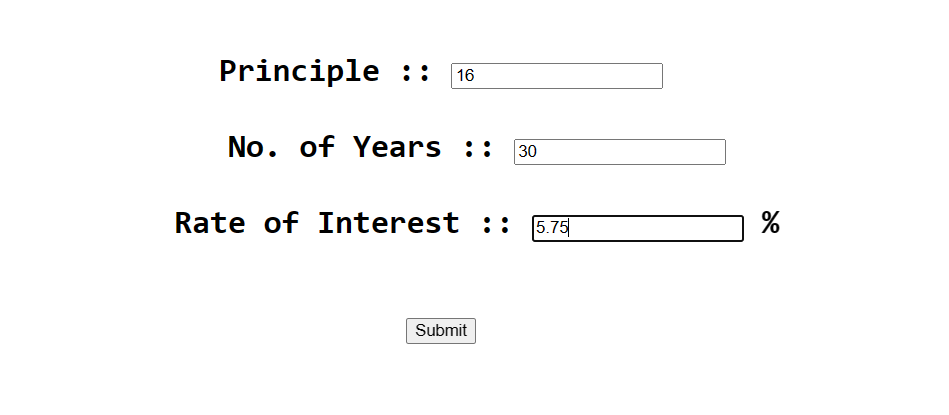 Principle :: 16
No. of Years :: 30
Rate of Interest :: 5.75 %
Submit